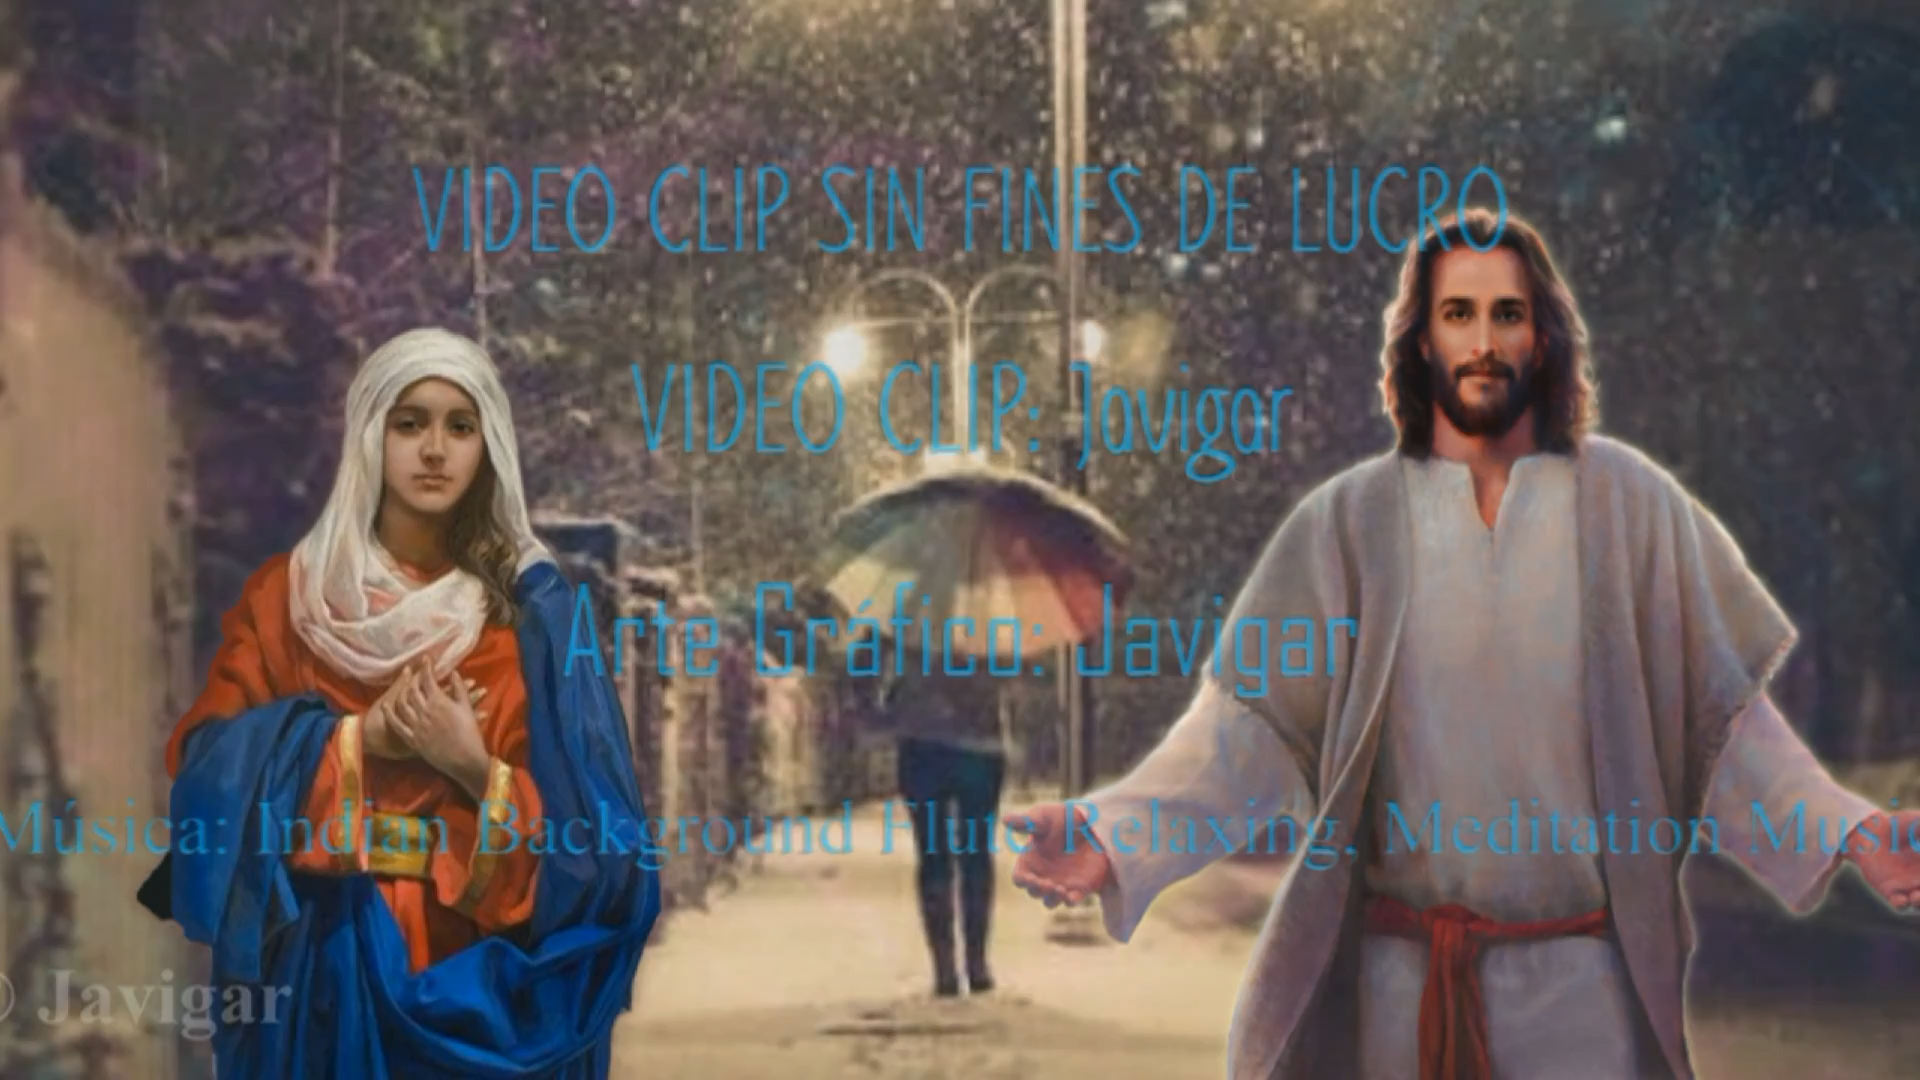 VIDEO CLIP SIN FINES DE LUCRO
VIDEO CLIP: Javigar
Arte Gráfico: Javigar
Música: Indian Background Flute Relaxing, Meditation Music
© Javigar